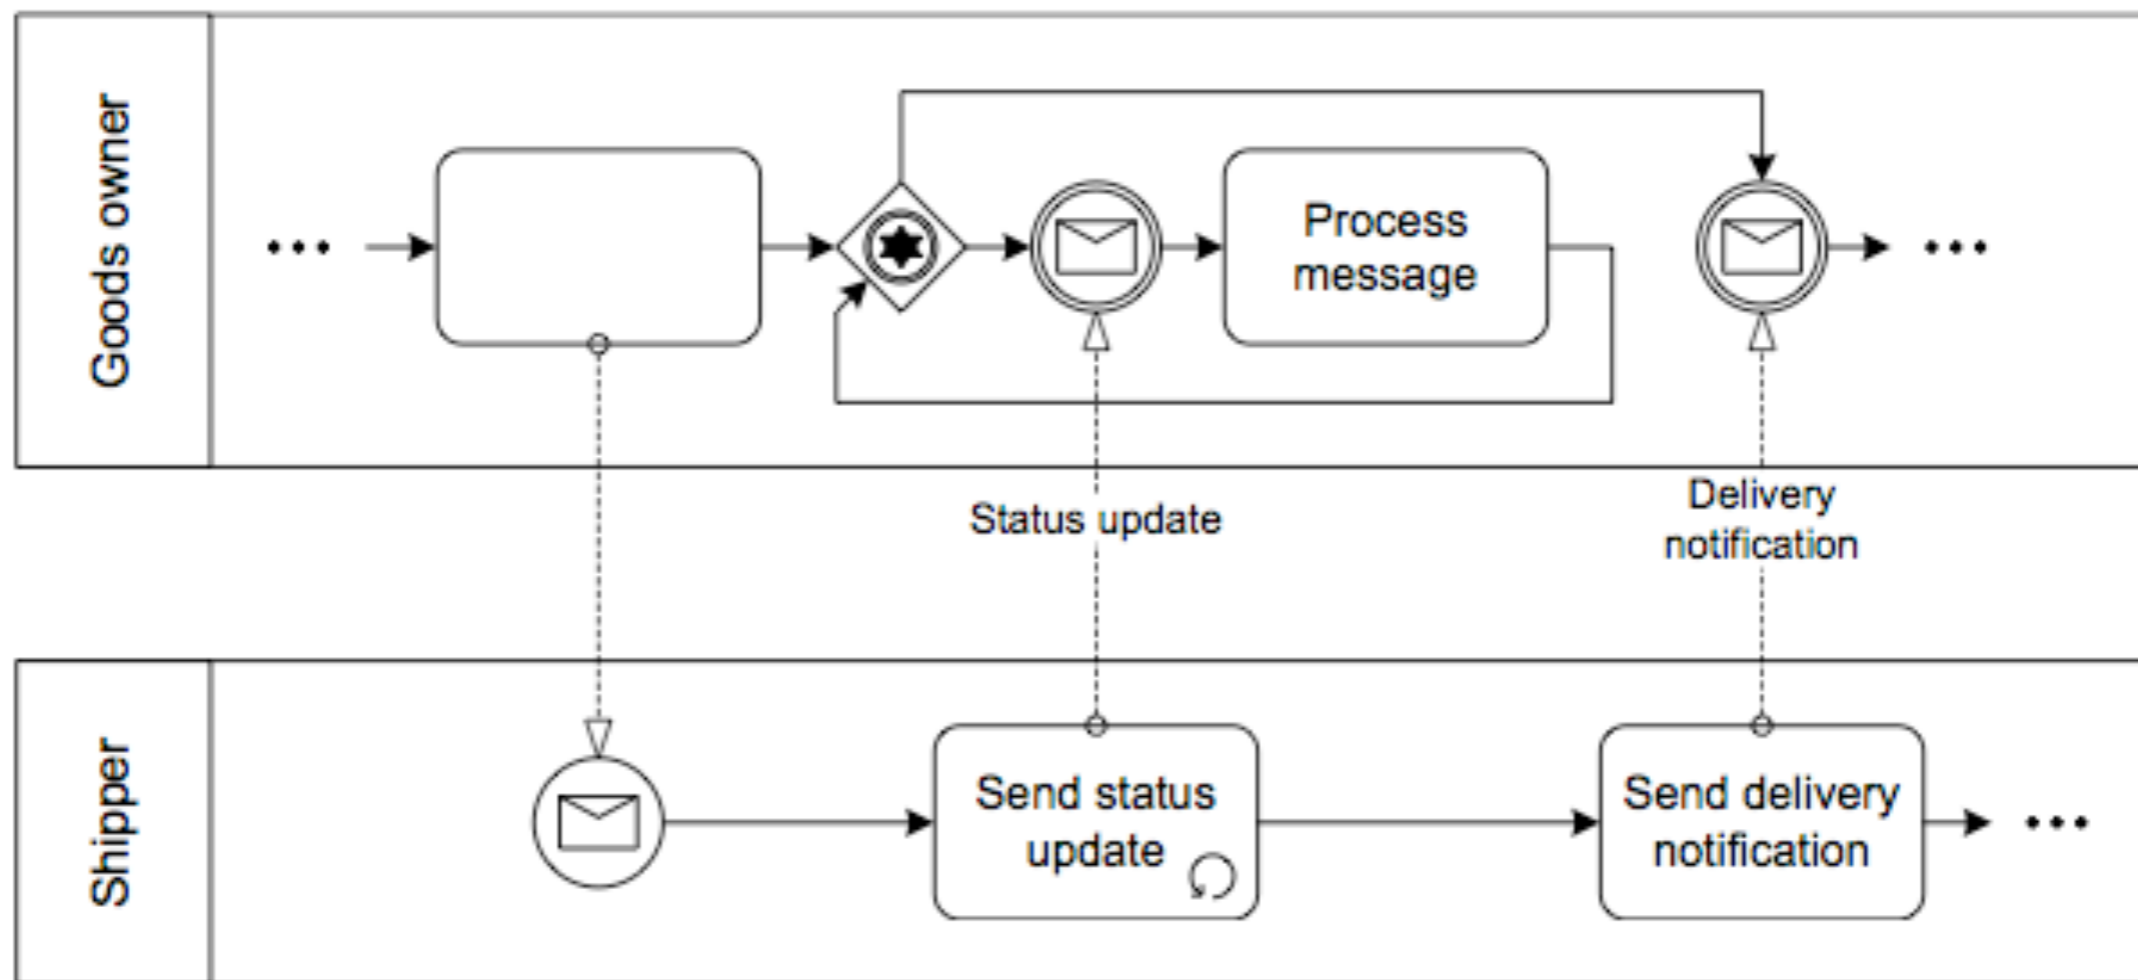 Goods owner
Process
message
Status update
Delivery
notification
Shipper
Send status
update
Send delivery
notification